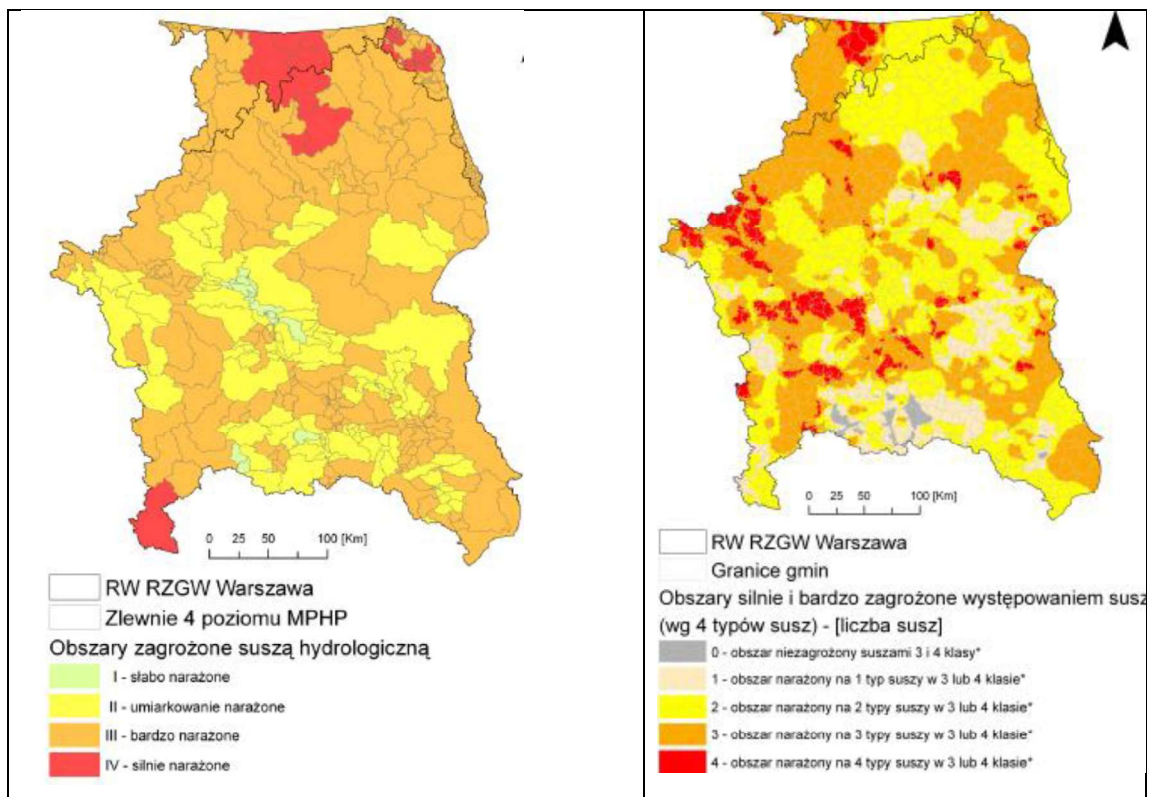 0 25 50 100 [Km]
RW RZGW Warszawa
Zlewnie 4 poziomu MPHP
Obszary zagrożone suszą hydrologiczną
I - słabo narażone
II - umiarkowanie narażone
III - bardzo narażone
IV - silnie narażone
0 25 50 100 [Km]
RW RZGW Warszawa
Granice gmin
Obszary silnie i bardzo zagrożone występowaniem susz
(wg 4 typów susz) - [liczba susz]
0 - obszar niezagrożony suszami 3 i 4 klasy*
1 - obszar narażony na 1 typ suszy w 3 lub 4 klasie*
2 - obszar narażony na 2 typy suszy w 3 lub 4 klasie*
3 - obszar narażony na 3 typy suszy w 3 lub 4 klasie*
4 - obszar narażony na 4 typy suszy w 3 lub 4 klasie*